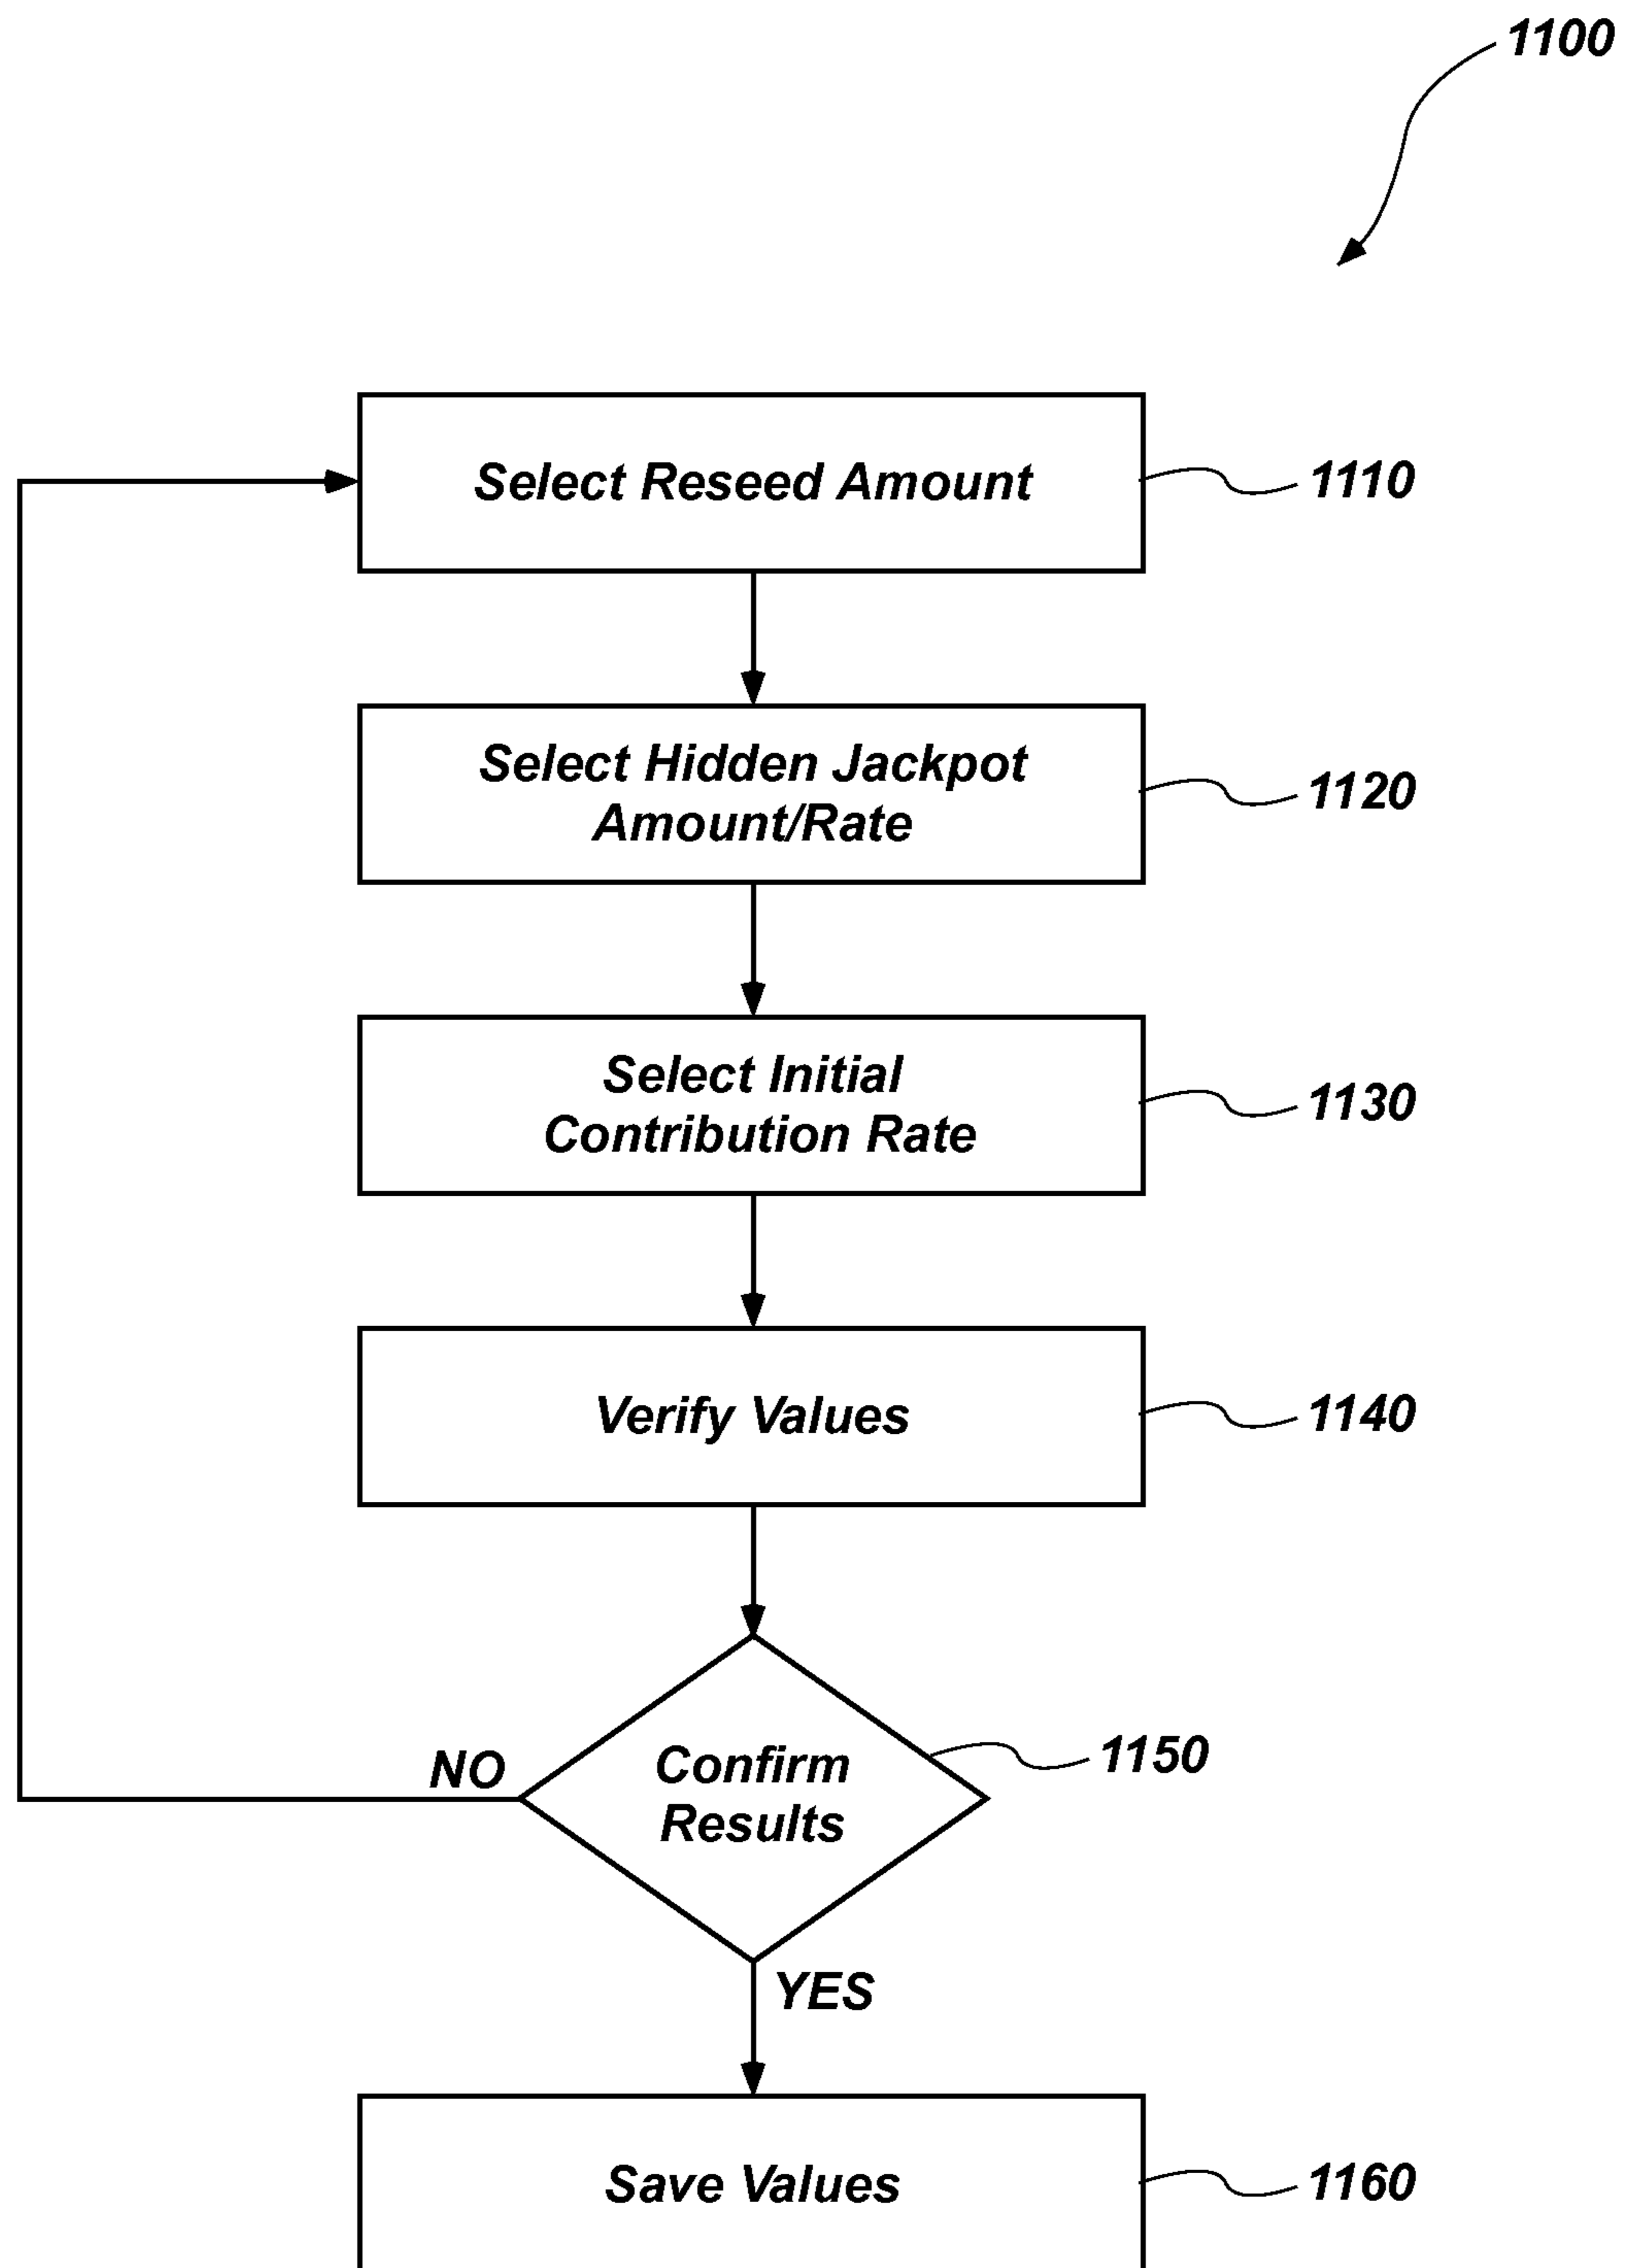 1100
Select Reseed Amount
1110
Select Hidden Jackpot
Amount/Rate
1120
Select Initial
Contribution Rate
1130
Verify Values
1140
Confirm
Results
1150
NO
YES
Save Values
1160